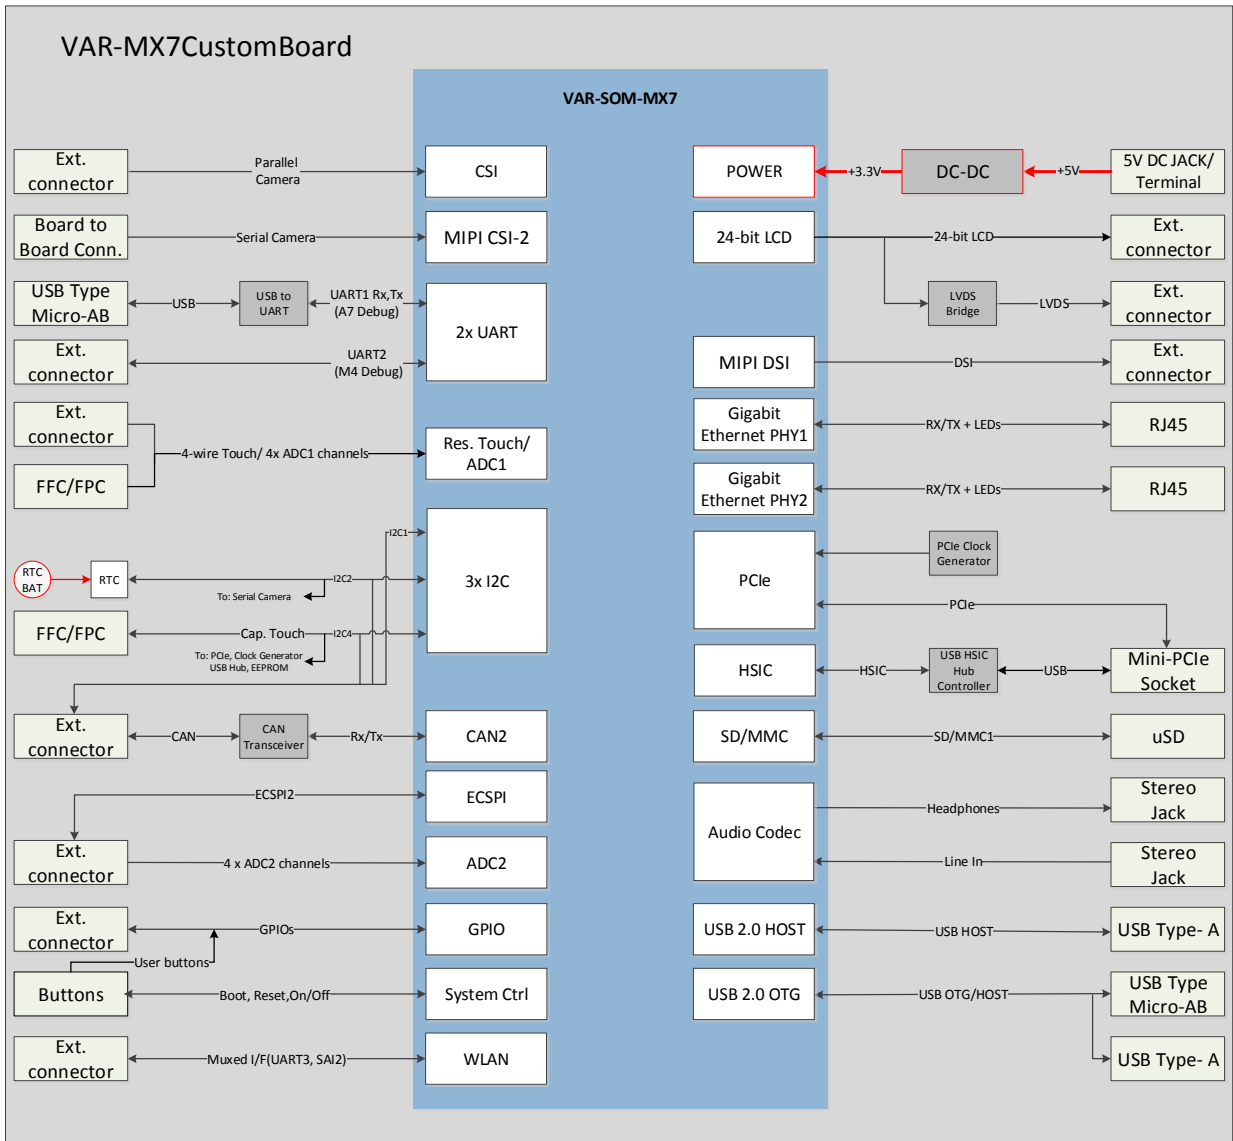 VAR-MX7CustomBoard
VAR-SOM-MX7
Ext.
connector
Parallel
Camera
CSI
Board to
Board Conn.
Serial Camera
MIPI CSI-2
USB Type
Micro-AB
USB
USB to
UART
UART1 Rx,Tx
(A7 Debug)
2x UART
Ext.
connector
UART2
(M4 Debug)
Ext.
connector
FFC/FPC
4-wire Touch/ 4x ADC1 channels
Res. Touch/
ADC1
I2C1
RTC
BAT
RTC
I2C2
To: Serial Camera
3x I2C
FFC/FPC
Cap. Touch
I2C4
To: PCIe, Clock Generator
USB Hub, EEPROM
Ext.
connector
CAN
CAN
Transceiver
Rx/Tx
CAN2
ECSPI2
ECSPI
Ext.
connector
4 x ADC2 channels
ADC2
Ext.
connector
GPIOs
GPIO
User buttons
Buttons
Boot, Reset,On/Off
System Ctrl
Ext.
connector
Muxed I/F(UART3, SAI2)
WLAN
POWER
+3.3V
DC-DC
+5V
5V DC JACK/
Terminal
24-bit LCD
24-bit LCD
Ext.
connector
LVDS
Bridge
LVDS
Ext.
connector
MIPI DSI
DSI
Ext.
connector
Gigabit
Ethernet PHY1
RX/TX + LEDs
RJ45
Gigabit
Ethernet PHY2
RX/TX + LEDs
RJ45
PCIe
PCIe Clock
Generator
PCIe
HSIC
HSIC
USB HSIC
Hub
Controller
USB
Mini-PCIe
Socket
SD/MMC
SD/MMC1
uSD
Audio Codec
Headphones
Stereo
Jack
Line In
Stereo
Jack
USB 2.0 HOST
USB HOST
USB Type- A
USB 2.0 OTG
USB OTG/HOST
USB Type
Micro-AB
USB Type- A